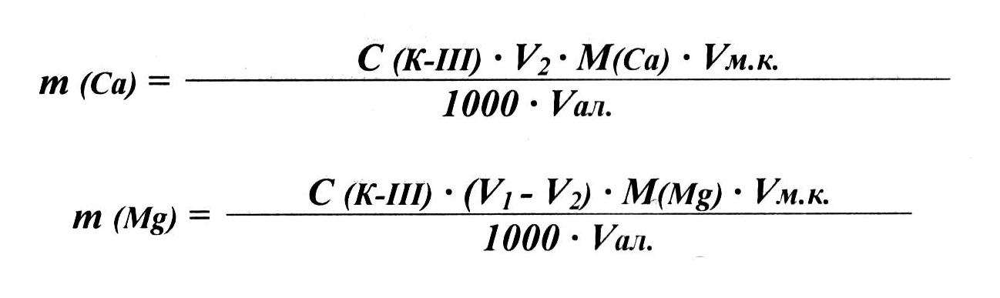 m (Ca) = C (К-III) · V₂ · M(Ca) · Vм.к.
1000 · Vал.
m (Mg) = C (К-III) · (V₁ - V₂) · M(Mg) · Vм.к.
1000 · Vал.